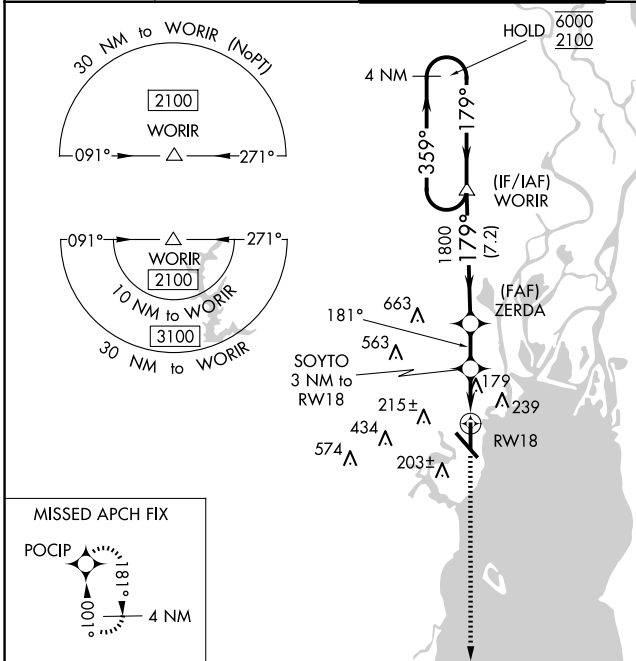 30 NM to WORIR (NoPT)
2100
WORIR
091°
271°
091°
271°
WORIR
2100
10 NM to WORIR
3100
30 NM to WORIR
HOLD
6000
2100
4 NM
359°
179°
(IF/IAF)
WORIR
1800
179°
(7.2)
(FAF)
ZERDA
663
181°
563
SOYTO
3 NM to
RW18
179
239
215±
434
574
203±
RW18
MISSED APCH FIX
POCIP
181°
001°
4 NM